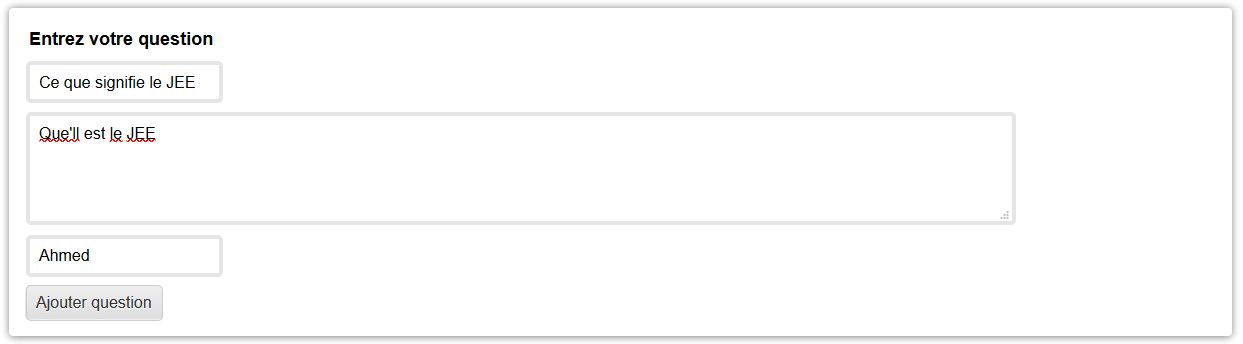 Entrez votre question
Ce que signifie le JEE
Que'll est le JEE
Ahmed
Ajouter question